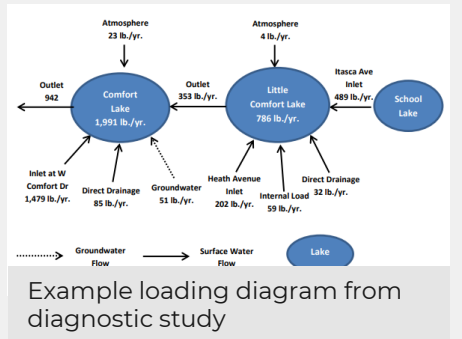 Atmosphere
23 lb./yr.
Atmosphere
4 lb./yr.
Outlet
942
Comfort
Lake
1,991 lb./yr.
Outlet
353 lb./yr.
Little
Comfort Lake
786 lb./yr.
Itasca Ave
Inlet
489 lb./yr.
School
Lake
Inlet at W
Comfort Dr
1,479 lb./yr.
Direct Drainage
85 lb./yr.
Groundwater
51 lb./yr.
Heath Avenue
Inlet
202 lb./yr.
Internal Load
59 lb./yr.
Direct Drainage
32 lb./yr.
Groundwater
Flow
Surface Water
Flow
Lake
Example loading diagram from
diagnostic study